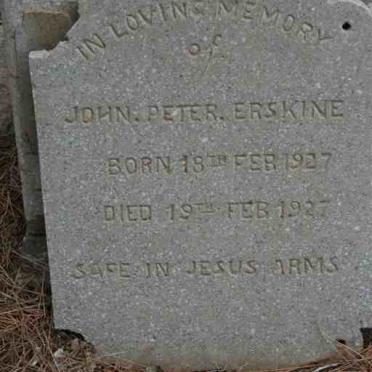 IN LOVING MEMORY
of
JOHN. PETER. ERSKINE
BORN 18TH FEB 1927
DIED 19TH FEB 1927
SAFE IN JESUS ARMS